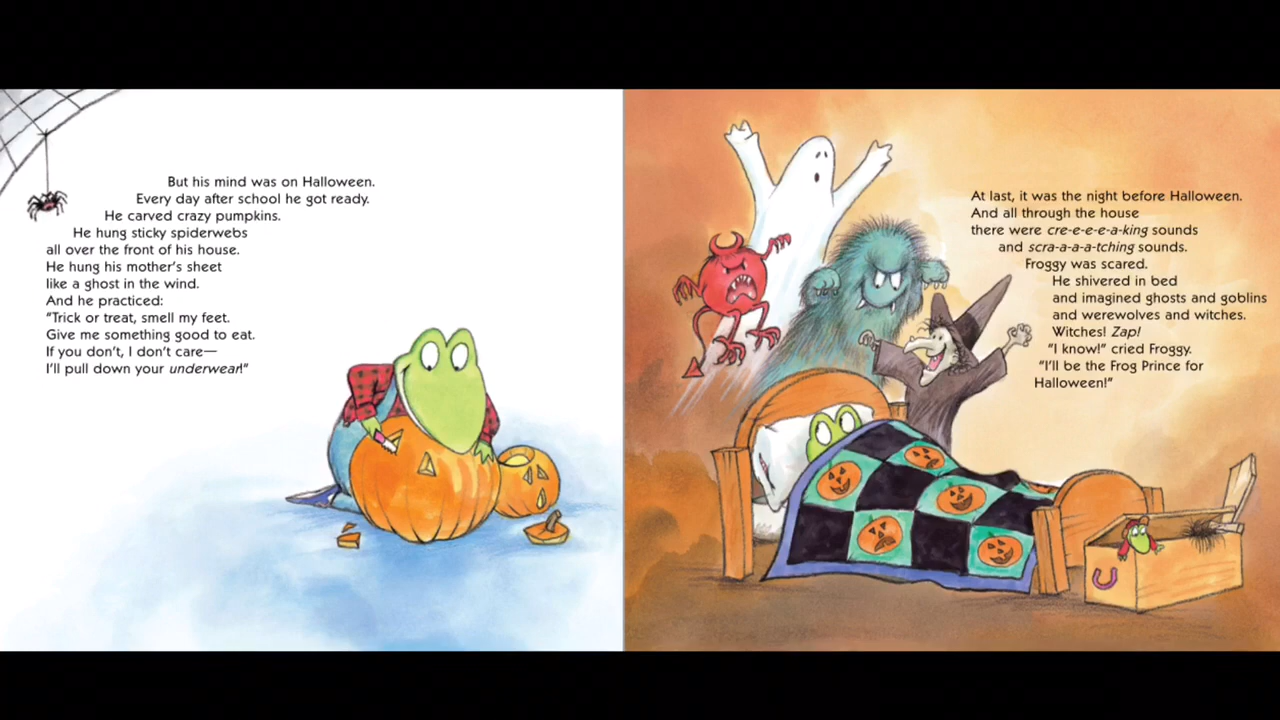 But his mind was on Halloween.
Every day after school he got ready.
He carved crazy pumpkins.
He hung sticky spiderwebs
all over the front of his house.
He hung his mother's sheet
like a ghost in the wind.
And he practiced:
"Trick or treat, smell my feet.
Give me something good to eat.
If you don't, I don't care—
I'll pull down your underwear!"
At last, it was the night before Halloween.
And all through the house
there were cre-e-e-e-a-king sounds
and scra-a-a-a-tching sounds.
Froggy was scared.
He shivered in bed
and imagined ghosts and goblins
and werewolves and witches.
Witches! Zap!
"I know!" cried Froggy.
"I'll be the Frog Prince for
Halloween!"